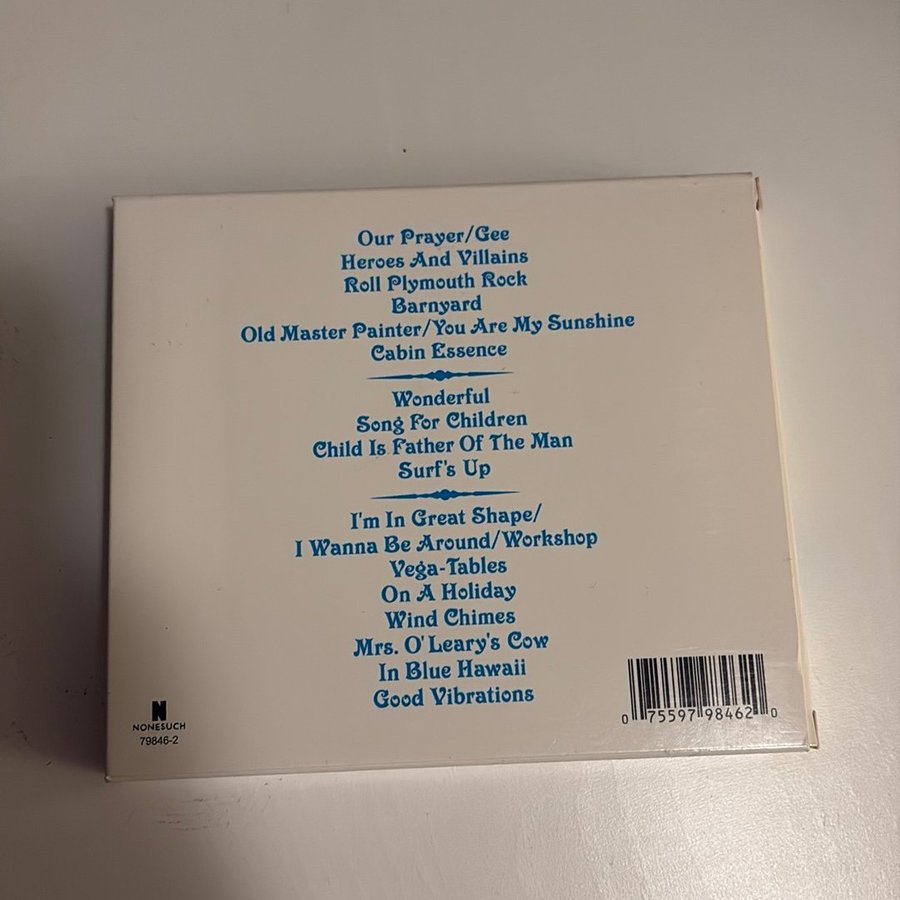 Our Prayer/Gee
Heroes And Villains
Roll Plymouth Rock
Barnyard
Old Master Painter/You Are My Sunshine
Cabin Essence
Wonderful
Song For Children
Child Is Father Of The Man
Surf's Up
I'm In Great Shape/
I Wanna Be Around/Workshop
Vega-Tables
On A Holiday
Wind Chimes
Mrs. O'Leary's Cow
In Blue Hawaii
Good Vibrations
N
NONESUCH
79846-2
0 75597 98462 0